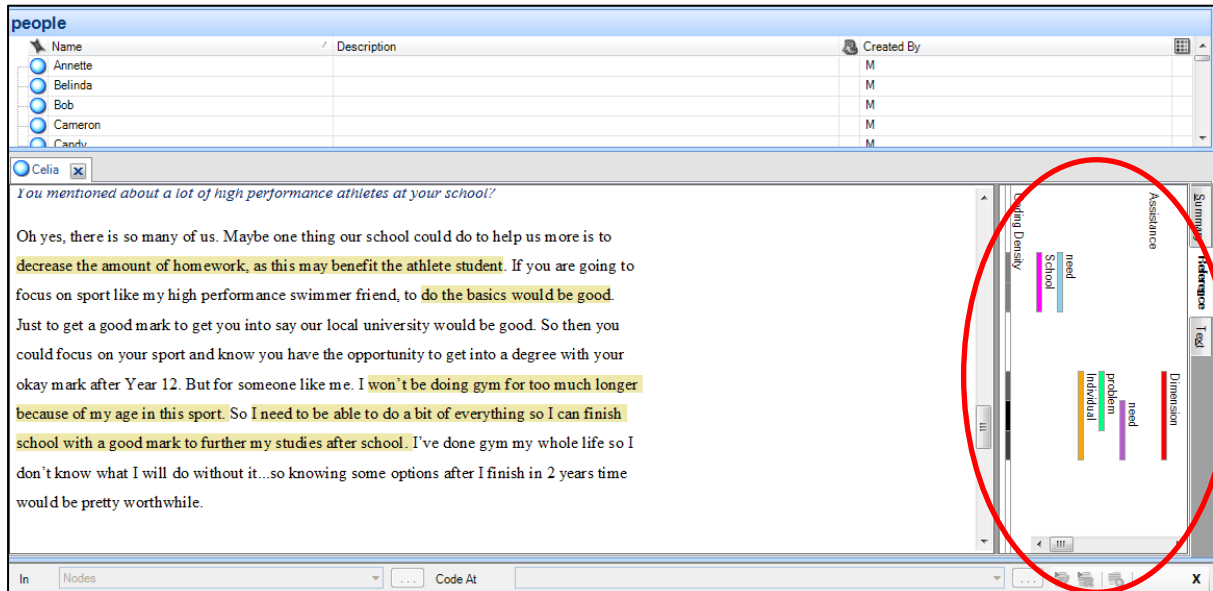 people
Name / Description Created By
Annette M
Belinda M
Bob M
Cameron M
Candy M
Celia x
You mentioned about a lot of high performance athletes at your school?
Oh yes, there is so many of us. Maybe one thing our school could do to help us more is to
decrease the amount of homework, as this may benefit the athlete student. If you are going to
focus on sport like my high performance swimmer friend, to do the basics would be good.
Just to get a good mark to get you into say our local university would be good. So then you
could focus on your sport and know you have the opportunity to get into a degree with your
okay mark after Year 12. But for someone like me. I won't be doing gym for too much longer
because of my age in this sport. So I need to be able to do a bit of everything so I can finish
school with a good mark to further my studies after school. I've done gym my whole life so I
don't know what I will do without it...so knowing some options after I finish in 2 years time
would be pretty worthwhile.
Coding Density
School
need
Assistance
Individual
problem
need
Dimension
Summary
Reference
Text
In Nodes ... Code At ... X